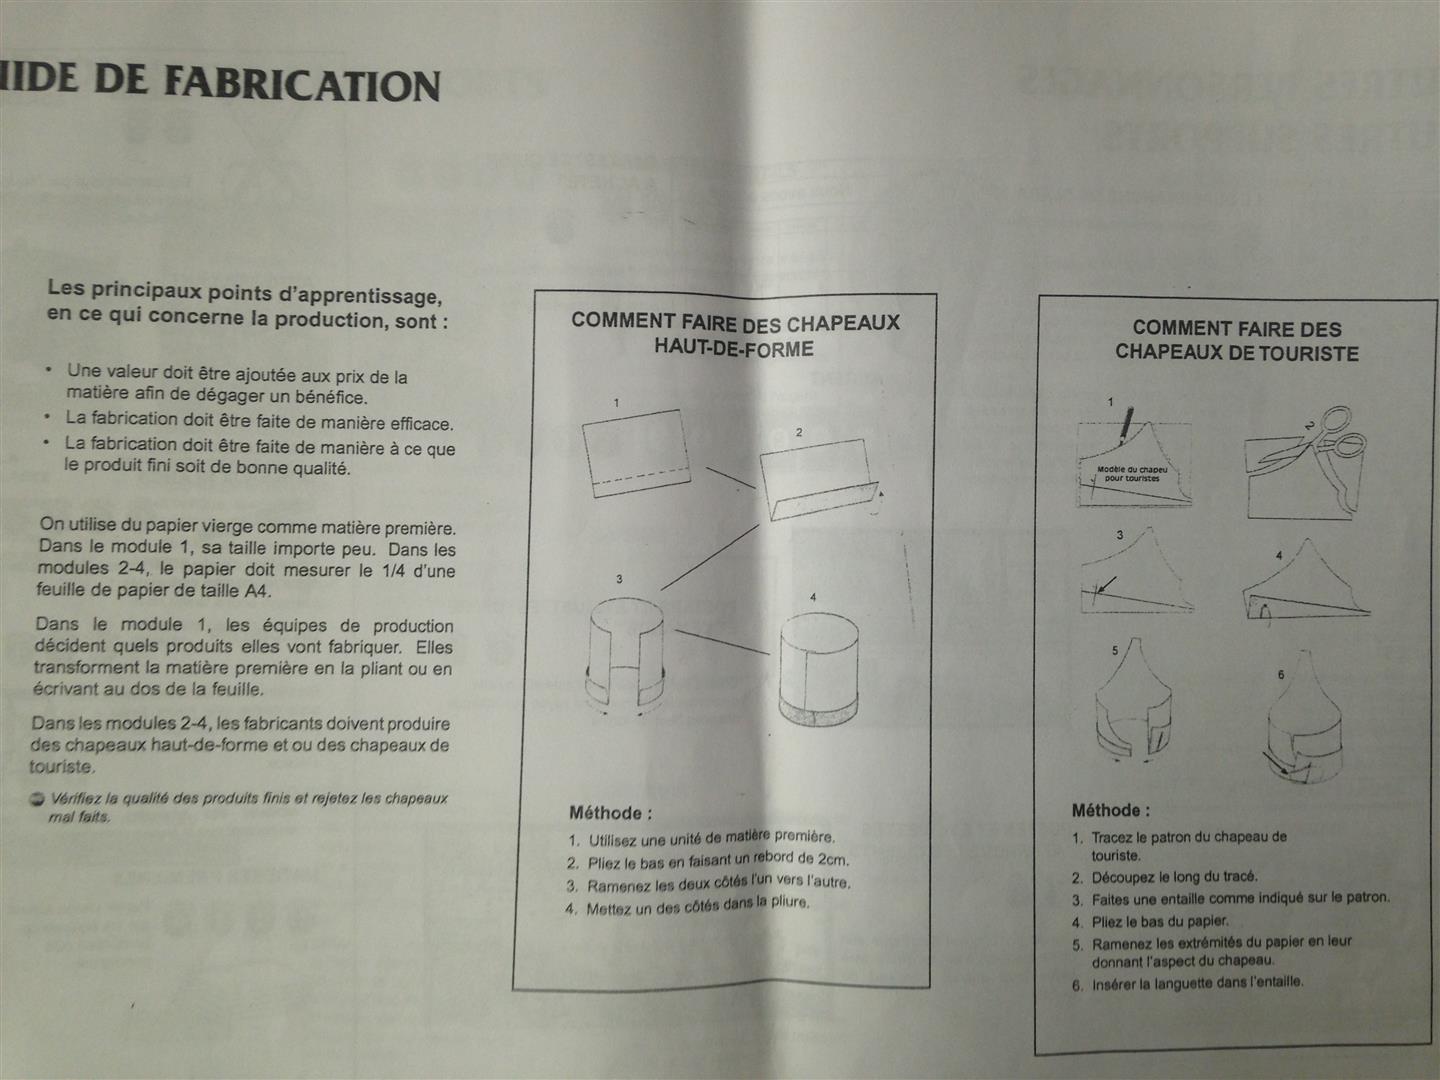 IDE DE FABRICATION
Les principaux points d'apprentissage,
en ce qui concerne la production, sont :
• Une valeur doit être ajoutée aux prix de la
matière afin de dégager un bénéfice.
• La fabrication doit être faite de manière efficace.
• La fabrication doit être faite de manière à ce que
le produit fini soit de bonne qualité.
On utilise du papier vierge comme matière première.
Dans le module 1, sa taille importe peu. Dans les
modules 2-4, le papier doit mesurer le 1/4 d'une
feuille de papier de taille A4.
Dans le module 1, les équipes de production
décident quels produits elles vont fabriquer. Elles
transforment la matière première en la pliant ou en
écrivant au dos de la feuille.
Dans les modules 2-4, les fabricants doivent produire
des chapeaux haut-de-forme et ou des chapeaux de
touriste.
Vérifiez la qualité des produits finis et rejetez les chapeaux
mal faits.
COMMENT FAIRE DES CHAPEAUX
HAUT-DE-FORME
1
2
3
4
Méthode :
1. Utilisez une unité de matière première.
2. Pliez le bas en faisant un rebord de 2cm.
3. Ramenez les deux côtés l'un vers l'autre.
4. Mettez un des côtés dans la pliure.
COMMENT FAIRE DES
CHAPEAUX DE TOURISTE
1
2
Modèle du chapeu
pour touristes
3
4
5
6
Méthode :
1. Tracez le patron du chapeau de
touriste.
2. Découpez le long du tracé.
3. Faites une entaille comme indiqué sur le patron.
4. Pliez le bas du papier.
5. Ramenez les extrémités du papier en leur
donnant l'aspect du chapeau.
6. Insérer la languette dans l'entaille.